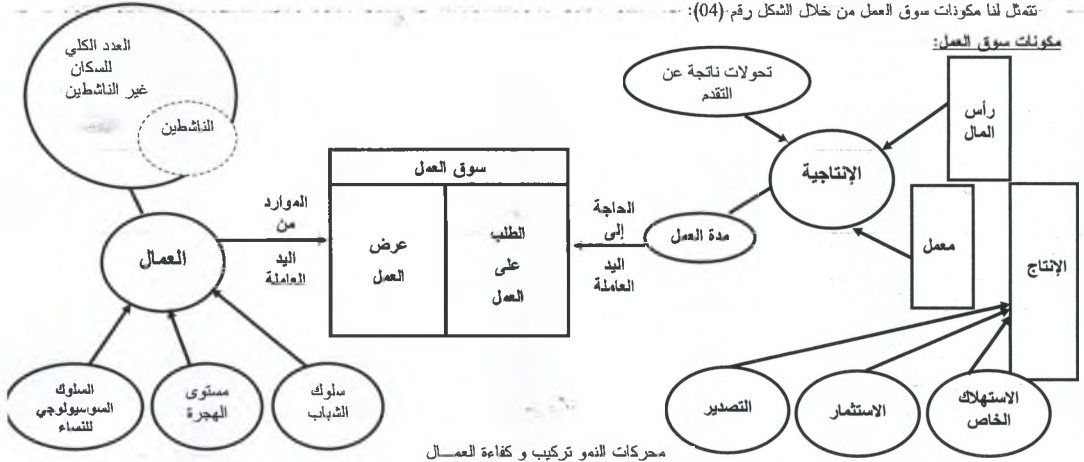 تتمثل لنا مكونات سوق العمل من خلال الشكل رقم (04):
مكونات سوق العمل:
تحولات ناتجة عن
التقدم
رأس
المال
الإنتاجية
معمل
الإنتاج
مدة العمل
الحاجة
إلى
اليد
العاملة
سوق العمل
الطلب
على
العمل
عرض
العمل
الموارد
من
اليد
العاملة
العدد الكلي
للسكان
غير الناشطين
الناشطين
العمال
الاستهلاك
الخاص
الاستثمار
التصدير
سلوك
الشباب
مستوى
الهجرة
السلوك
السوسيولوجي
للنساء
محركات النمو تركيب و كفاءة العمـــال